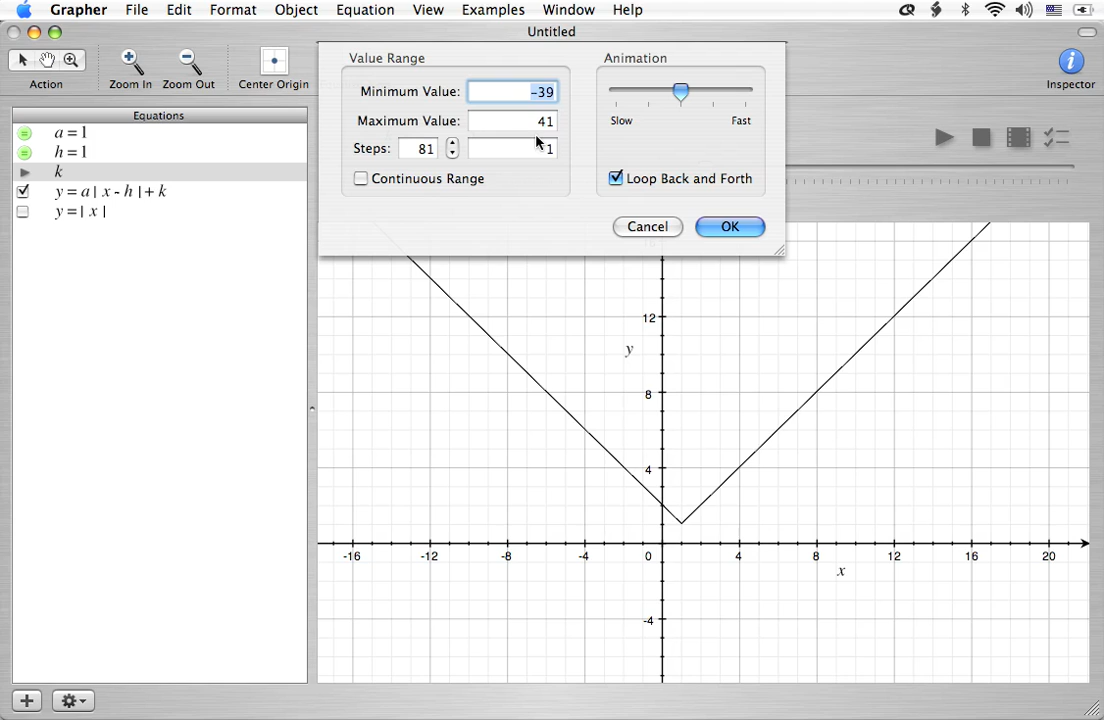 Grapher File Edit Format Object Equation View Examples Window Help
Untitled
Action
Zoom In
Zoom Out
Center Origin
Inspector
Value Range
Minimum Value: -39
Maximum Value: 41
Steps: 81 1
Continuous Range
Animation
Slow Fast
Loop Back and Forth
Cancel OK
Equations
a = 1
h = 1
k
y = a | x - h | + k
y = | x |
12
y
8
4
-16 -12 -8 -4 0 4 8 12 16 20
x
-4